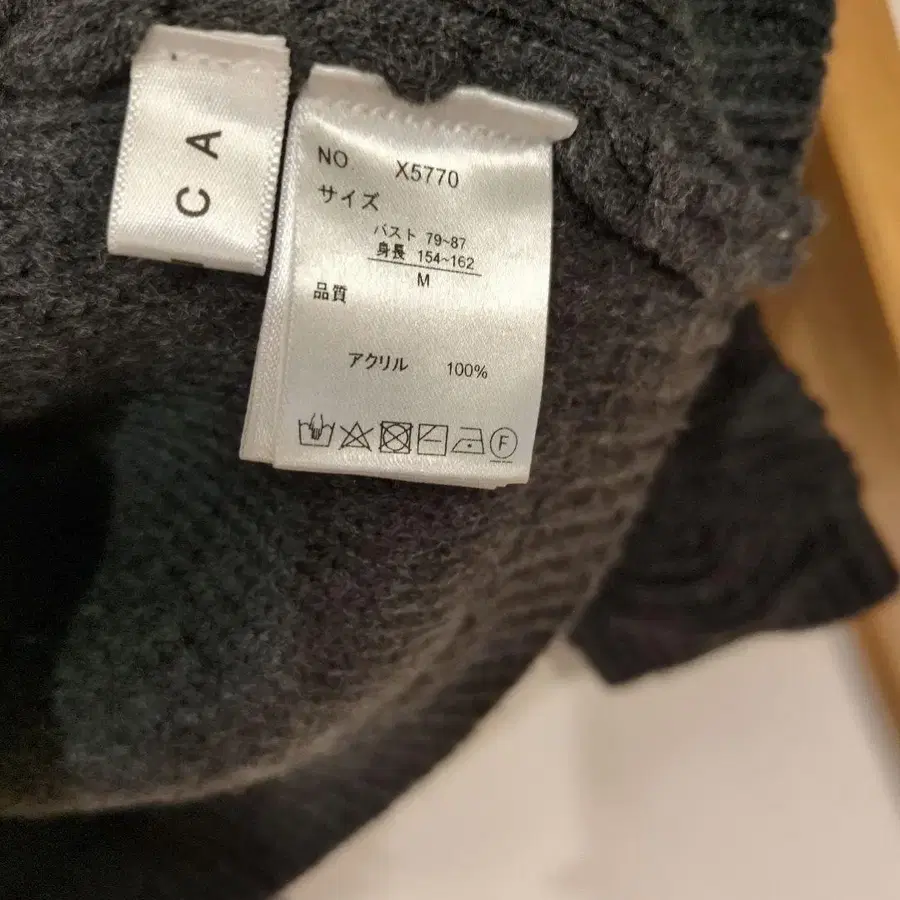 C A
NO. X5770
サイズ
バスト 79~87
身長 154~162
M
品質
アクリル 100%
F